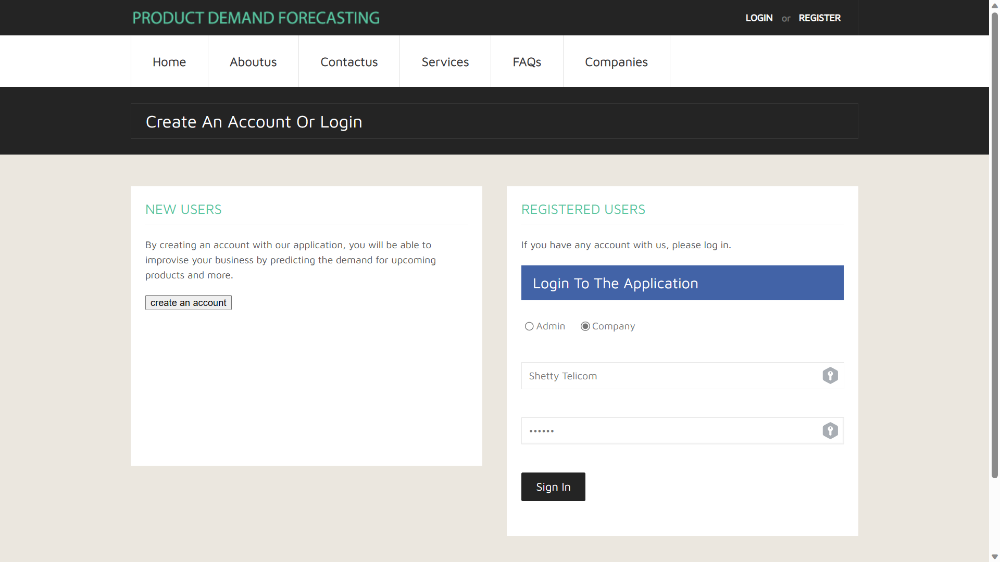 PRODUCT DEMAND FORECASTING
LOGIN or REGISTER
Home Aboutus Contactus Services FAQs Companies
Create An Account Or Login
NEW USERS
By creating an account with our application, you will be able to
improvise your business by predicting the demand for upcoming
products and more.
create an account
REGISTERED USERS
If you have any account with us, please log in.
Login To The Application
Admin Company
Shetty Telicom
••••••
Sign In